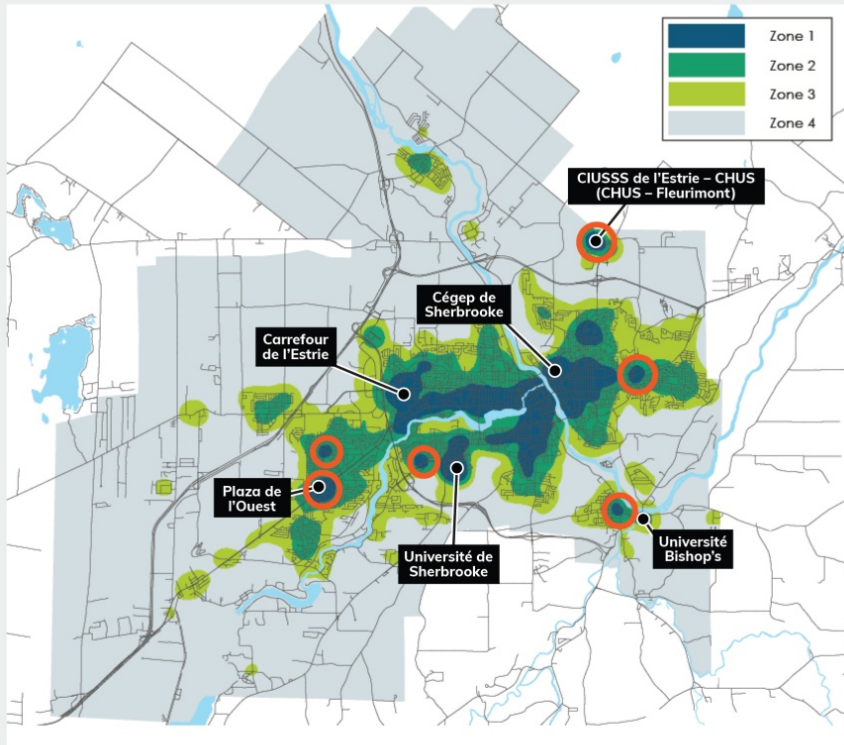 Zone 1
Zone 2
Zone 3
Zone 4
CIUSSS de l'Estrie – CHUS
(CHUS – Fleurimont)
Cégep de
Sherbrooke
Carrefour
de l'Estrie
Plaza de
l'Ouest
Université de
Sherbrooke
Université
Bishop's